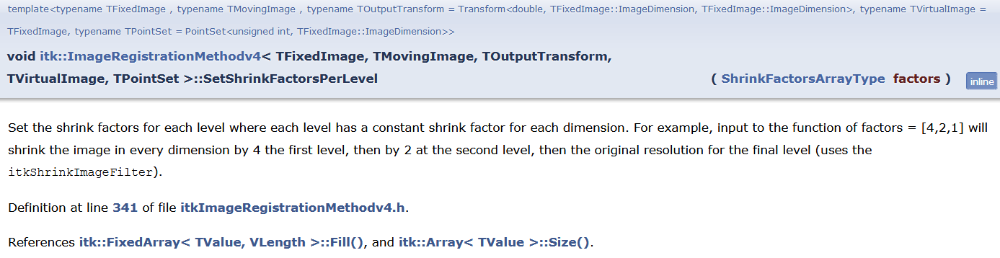 template<typename TFixedImage , typename TMovingImage , typename TOutputTransform = Transform<double, TFixedImage::ImageDimension, TFixedImage::ImageDimension>, typename TVirtualImage =
TFixedImage, typename TPointSet = PointSet<unsigned int, TFixedImage::ImageDimension>>
void itk::ImageRegistrationMethodv4< TFixedImage, TMovingImage, TOutputTransform,
TVirtualImage, TPointSet >::SetShrinkFactorsPerLevel ( ShrinkFactorsArrayType factors ) inline
Set the shrink factors for each level where each level has a constant shrink factor for each dimension. For example, input to the function of factors = [4,2,1] will
shrink the image in every dimension by 4 the first level, then by 2 at the second level, then the original resolution for the final level (uses the
itkShrinkImageFilter).
Definition at line 341 of file itkImageRegistrationMethodv4.h.
References itk::FixedArray< TValue, VLength >::Fill(), and itk::Array< TValue >::Size().